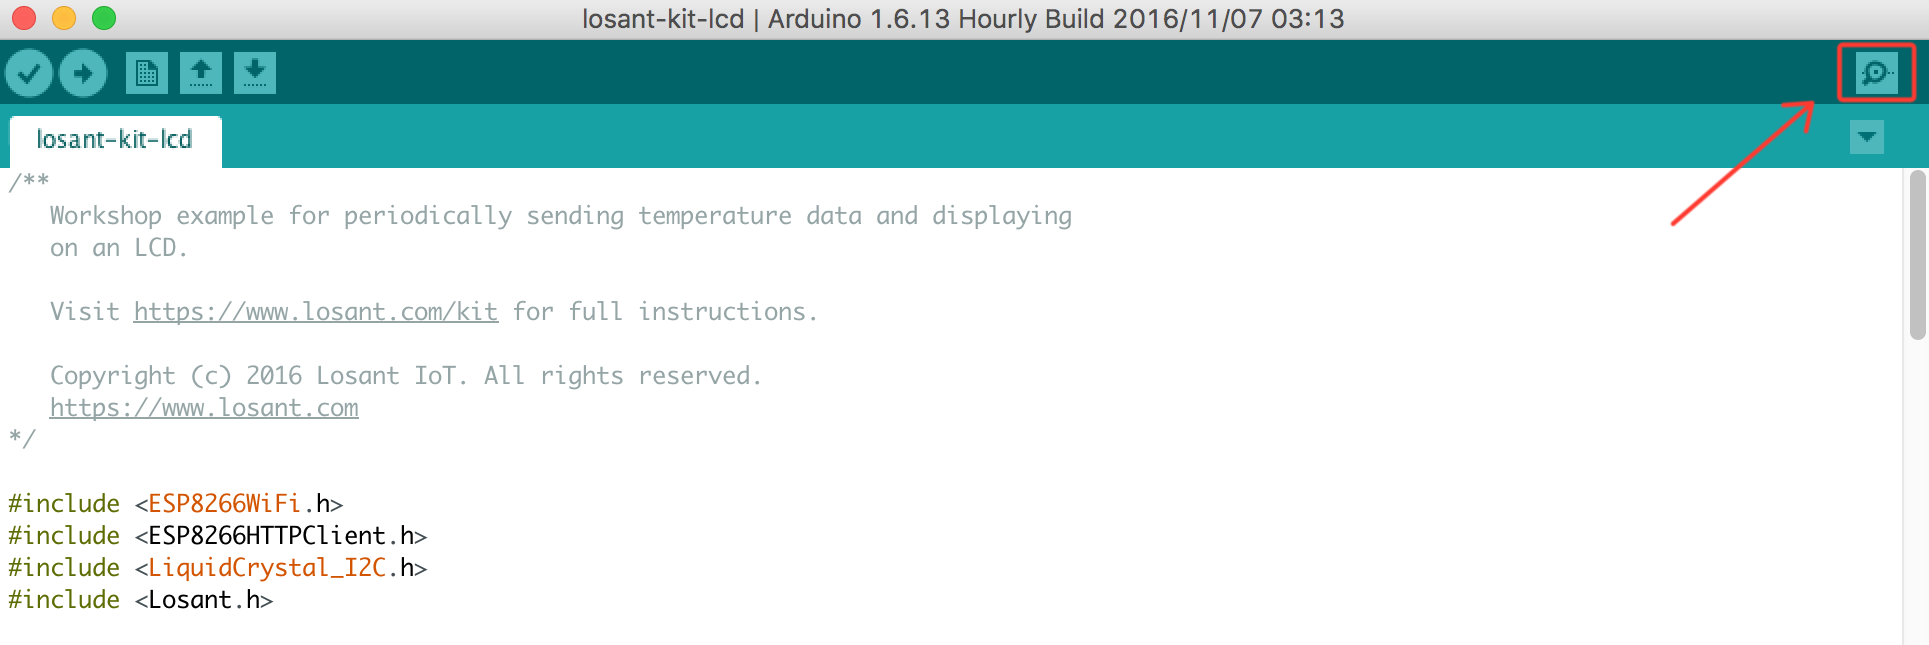 losant-kit-lcd | Arduino 1.6.13 Hourly Build 2016/11/07 03:13
losant-kit-lcd
/**
Workshop example for periodically sending temperature data and displaying
on an LCD.
Visit https://www.losant.com/kit for full instructions.
Copyright (c) 2016 Losant IoT. All rights reserved.
https://www.losant.com
*/
#include <ESP8266WiFi.h>
#include <ESP8266HTTPClient.h>
#include <LiquidCrystal_I2C.h>
#include <Losant.h>